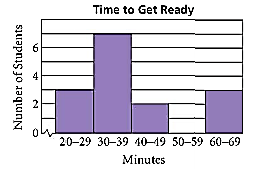 Time to Get Ready
Number of Students
6
4
2
0
20–29 30–39 40–49 50–59 60–69
Minutes